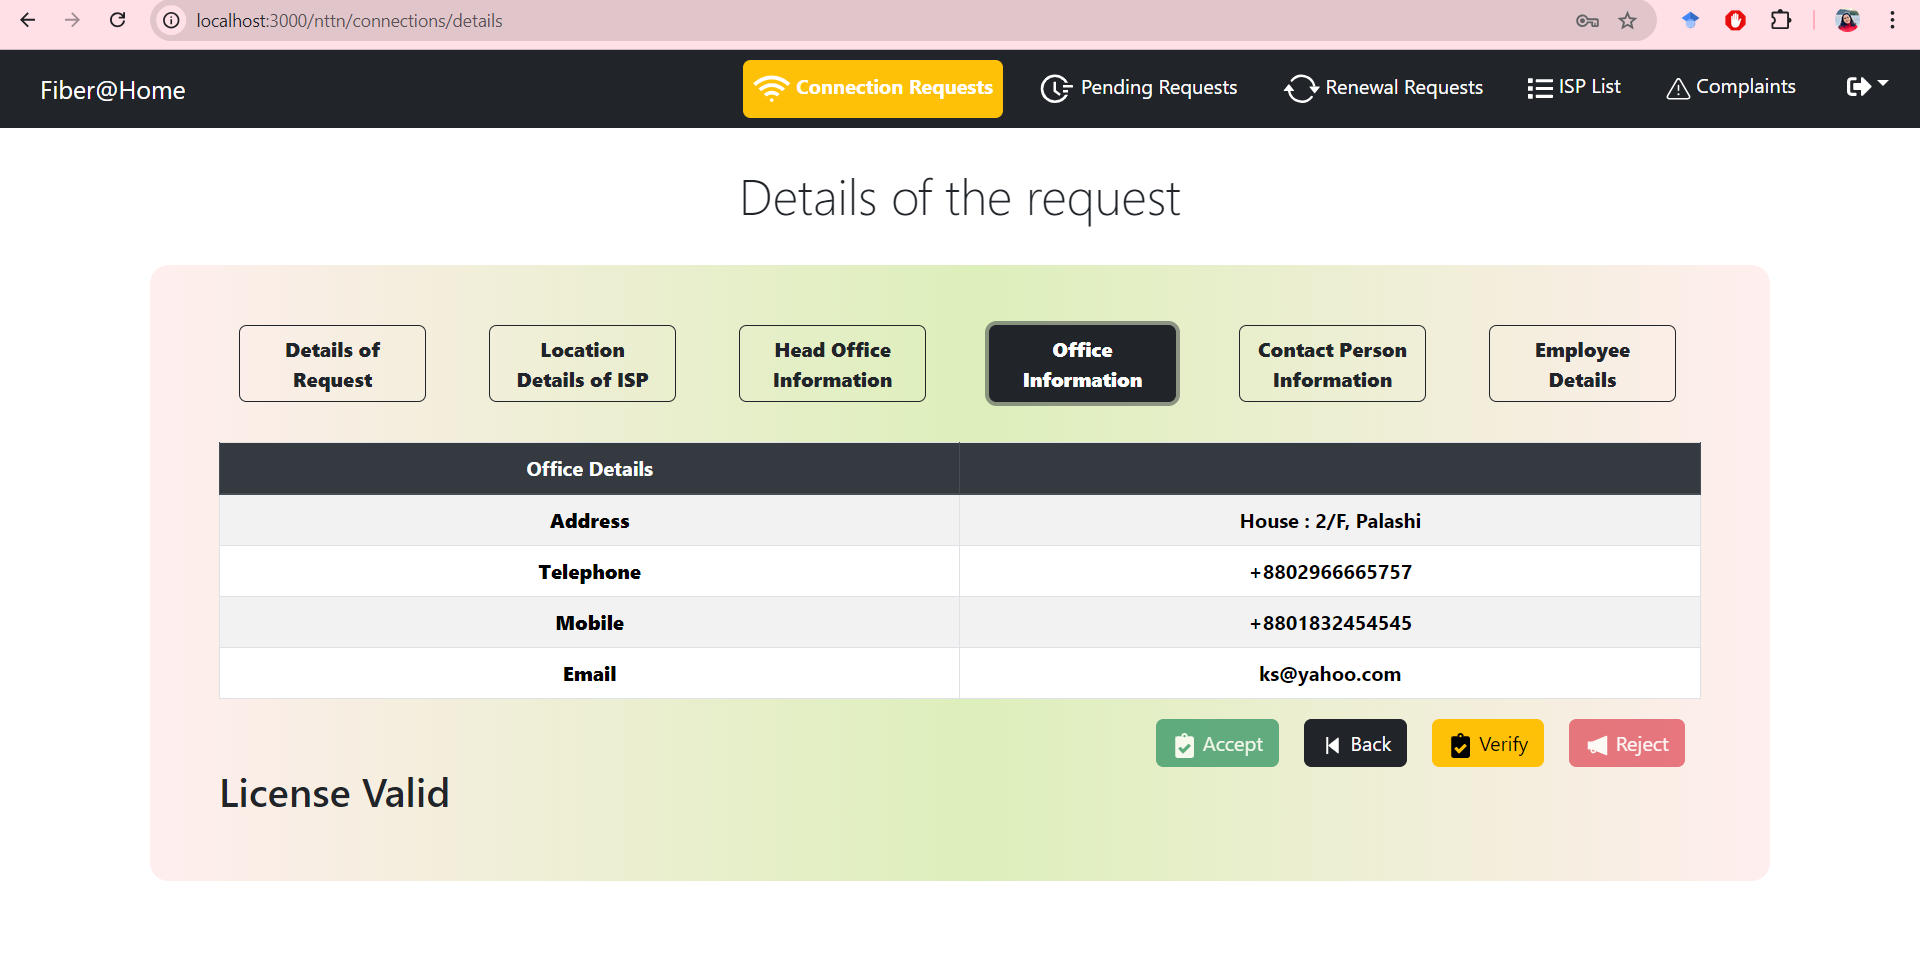 localhost:3000/nttn/connections/details
Fiber@Home
Connection Requests
Pending Requests
Renewal Requests
ISP List
Complaints
Details of the request
Details of
Request
Location
Details of ISP
Head Office
Information
Office
Information
Contact Person
Information
Employee
Details
Office Details
Address House : 2/F, Palashi
Telephone +8802966665757
Mobile +8801832454545
Email ks@yahoo.com
Accept Back Verify Reject
License Valid